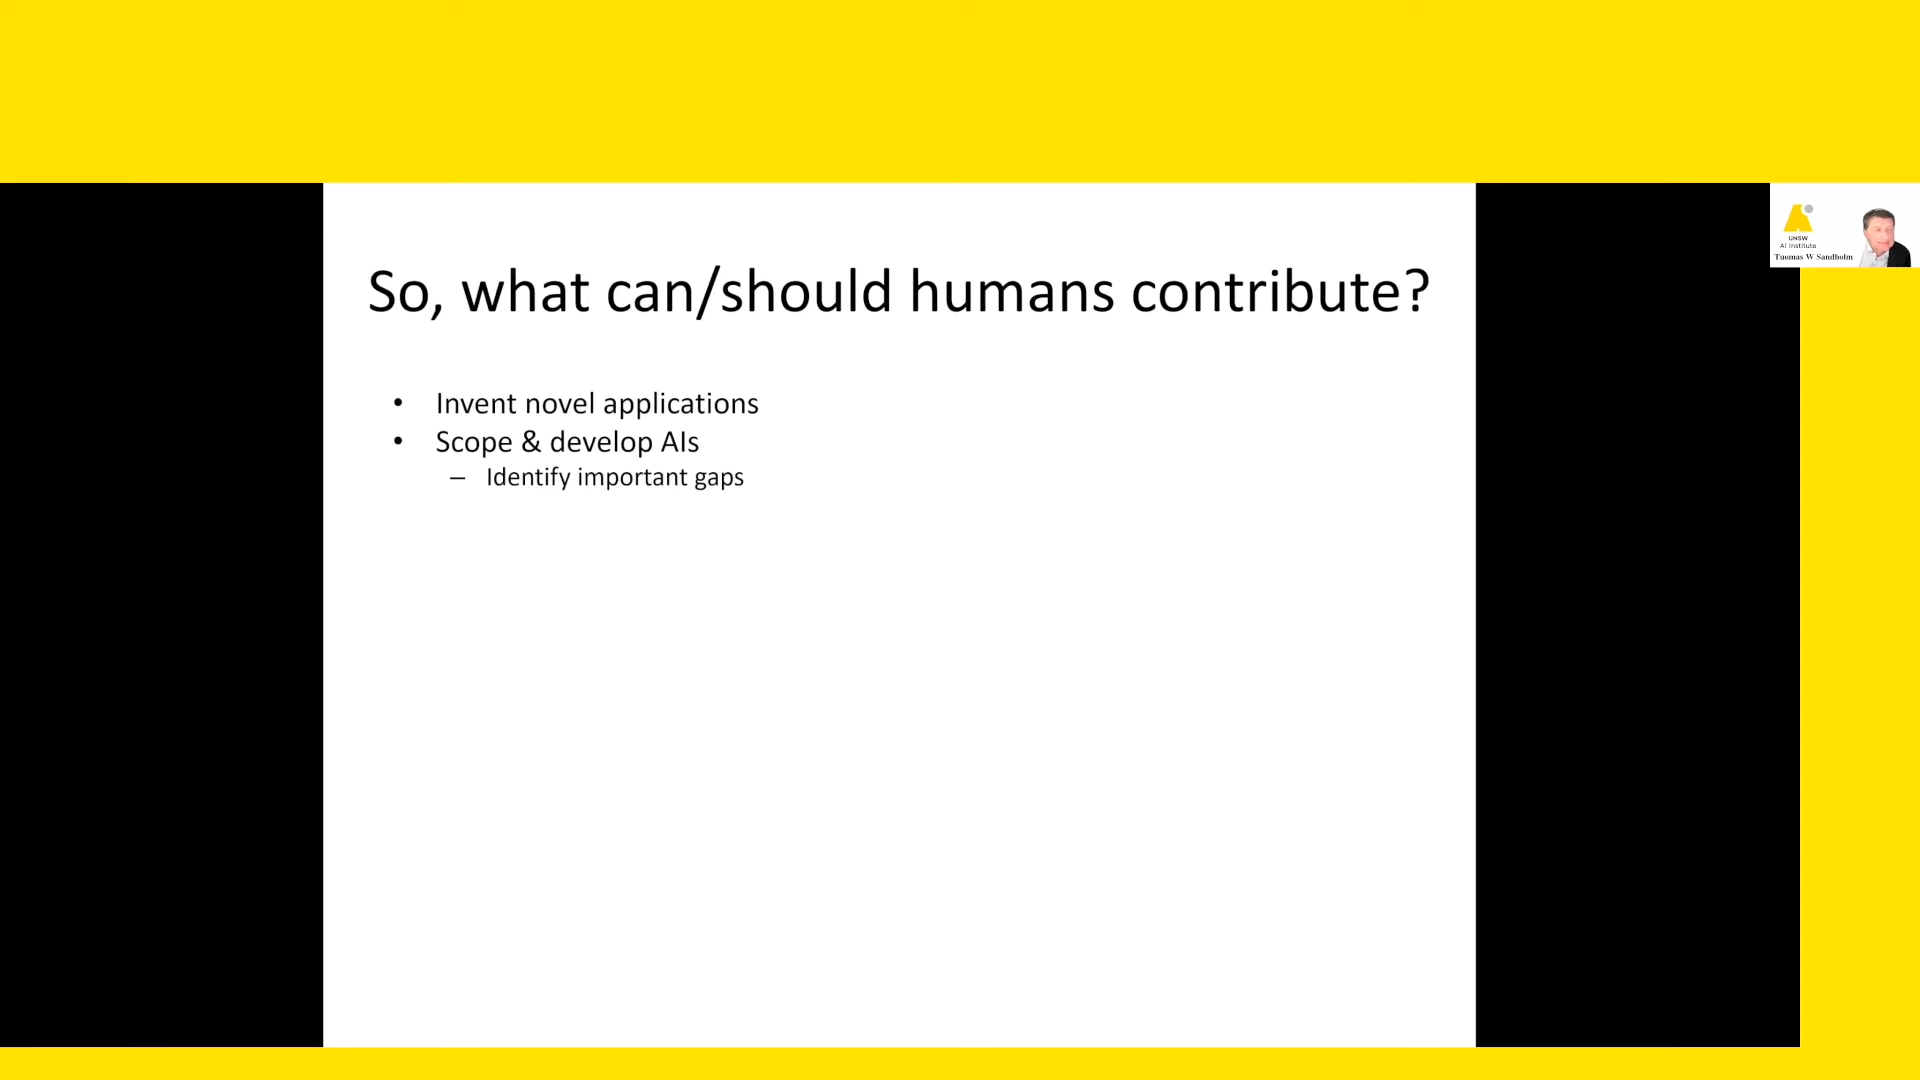 So, what can/should humans contribute?
• Invent novel applications
• Scope & develop AIs
– Identify important gaps
UNSW
AI Institute
Tuomas W Sandholm